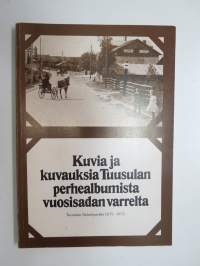 Kuvia ja
kuvauksia Tuusulan
perhealbumista
vuosisadan varrelta